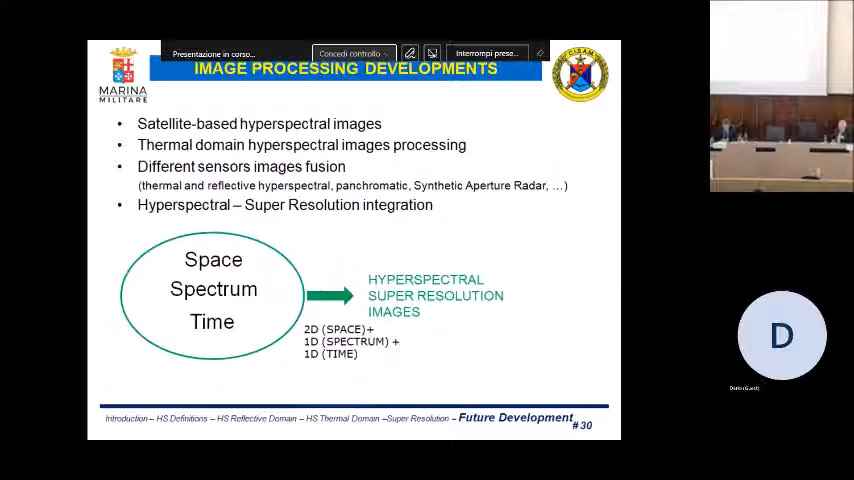 Presentazione in corso...
Concedi controllo
Interrompi prese...
IMAGE PROCESSING DEVELOPMENTS
MARINA
MILITARE
C.I.S.A.M.
• Satellite-based hyperspectral images
• Thermal domain hyperspectral images processing
• Different sensors images fusion
(thermal and reflective hyperspectral, panchromatic, Synthetic Aperture Radar, …)
• Hyperspectral – Super Resolution integration
Space
Spectrum
Time
HYPERSPECTRAL
SUPER RESOLUTION
IMAGES
2D (SPACE)+
1D (SPECTRUM) +
1D (TIME)
Introduction – HS Definitions – HS Reflective Domain – HS Thermal Domain –Super Resolution – Future Development
# 30
D
Dario (Guest)